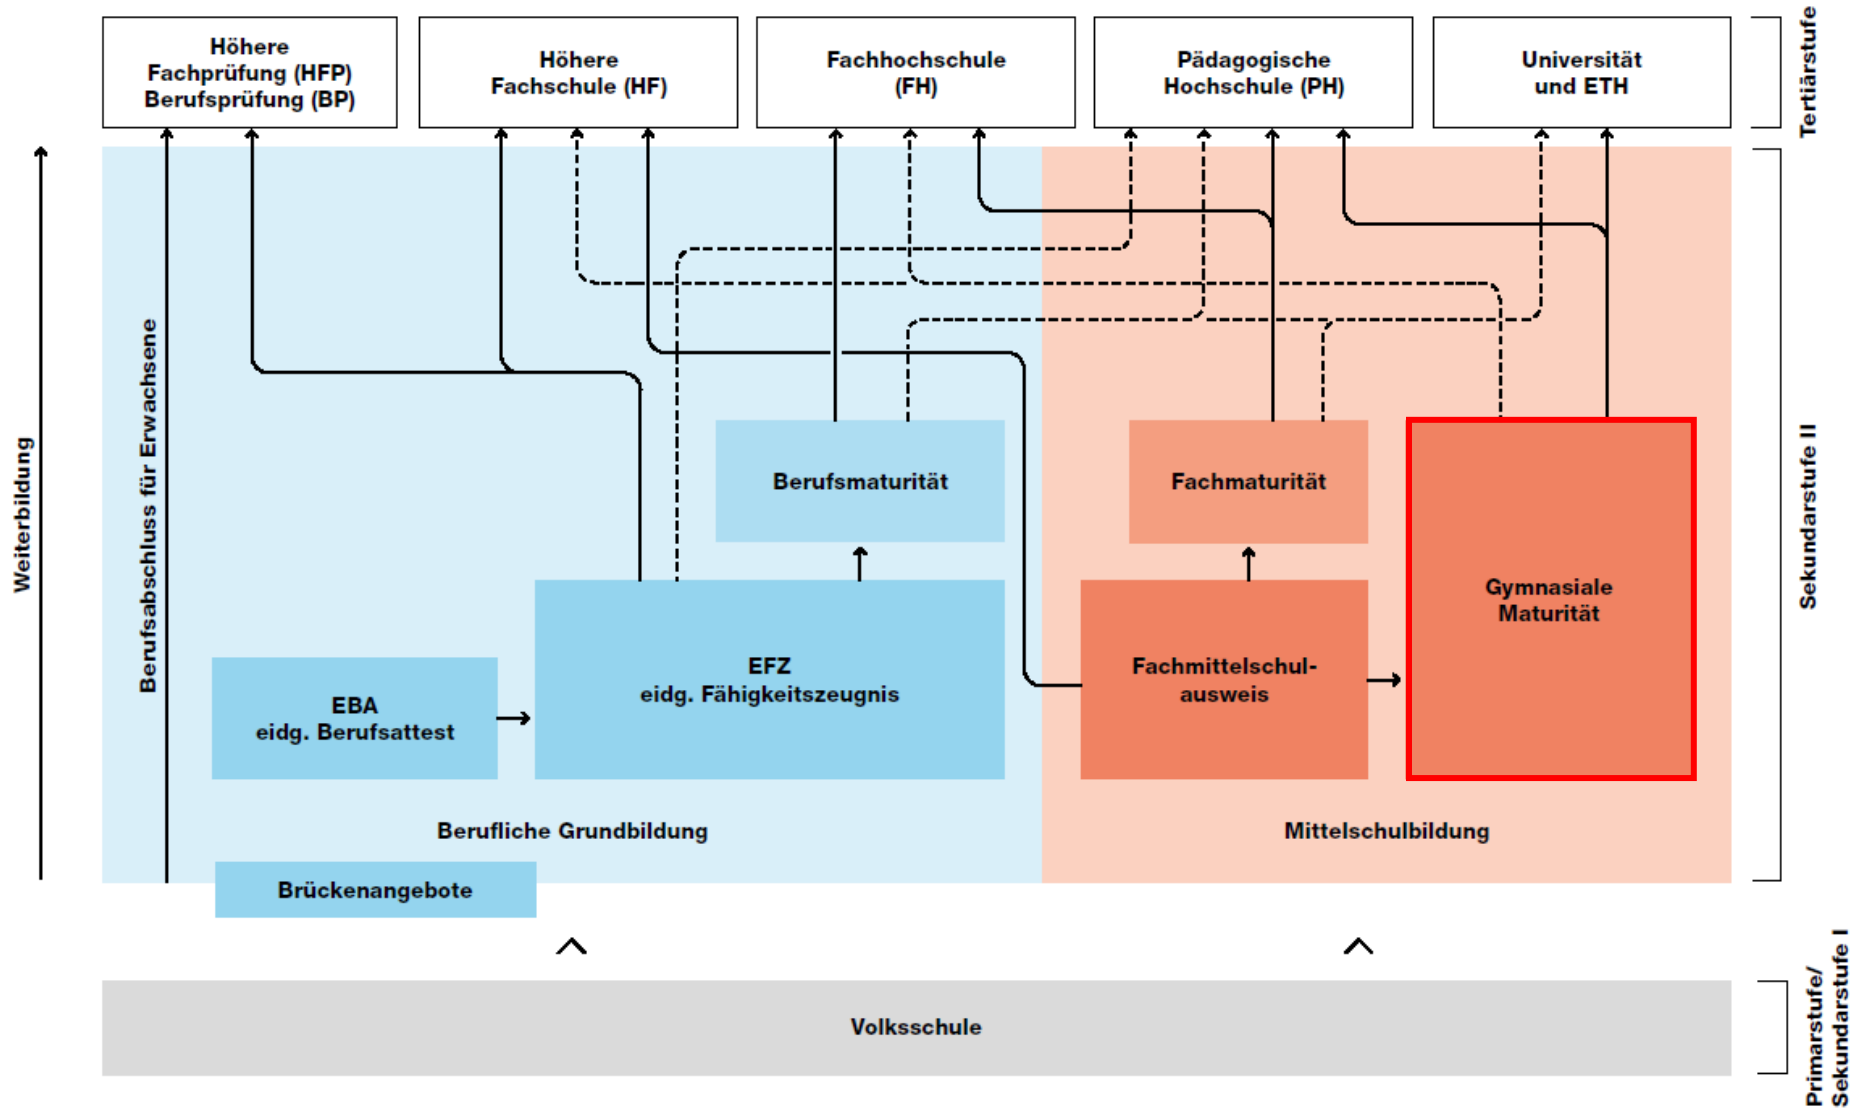 Höhere
Fachprüfung (HFP)
Berufsprüfung (BP)
Höhere
Fachschule (HF)
Fachhochschule
(FH)
Pädagogische
Hochschule (PH)
Universität
und ETH
Tertiärstufe
Weiterbildung
Berufsabschluss für Erwachsene
Berufsmaturität
Fachmaturität
Gymnasiale
Maturität
Sekundarstufe II
EBA
eidg. Berufsattest
EFZ
eidg. Fähigkeitszeugnis
Fachmittelschul-
ausweis
Berufliche Grundbildung
Mittelschulbildung
Brückenangebote
Volksschule
Primarstufe/
Sekundarstufe I